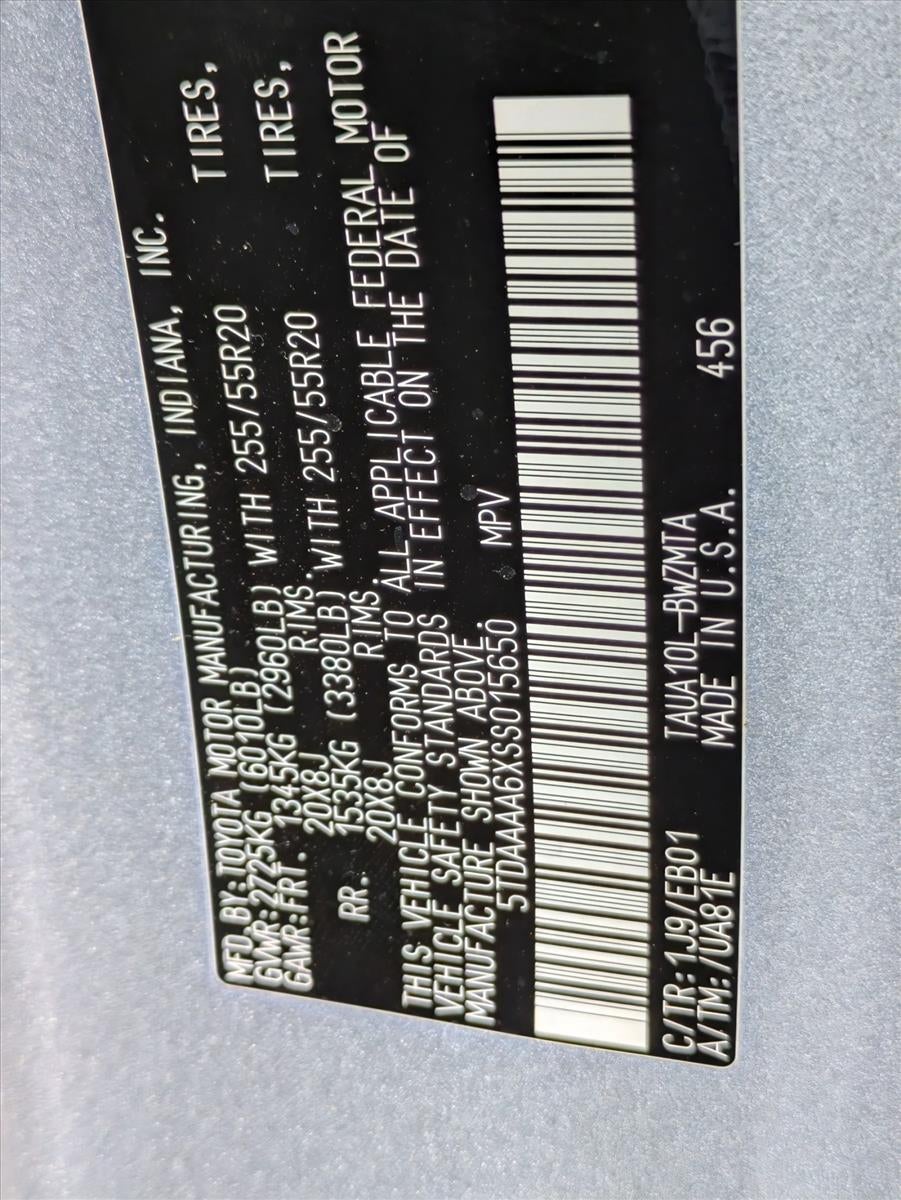 MFD. BY: TOYOTA MOTOR MANUFACTURING, INDIANA, INC.
GVWR: 2725KG (6010LB)
GAWR: FRT. 1345KG (2960LB) WITH 255/55R20 TIRES,
20X8J RIMS.
RR. 1535KG (3380LB) WITH 255/55R20 TIRES,
20X8J RIMS.
THIS VEHICLE CONFORMS TO ALL APPLICABLE FEDERAL MOTOR
VEHICLE SAFETY STANDARDS IN EFFECT ON THE DATE OF
MANUFACTURE SHOWN ABOVE.
5TDAAAA6XSS015650 MPV
C/TR: 1J9/EB01 TAUA10L-BWZMTA 456
A/TM: /UA81E MADE IN U.S.A.